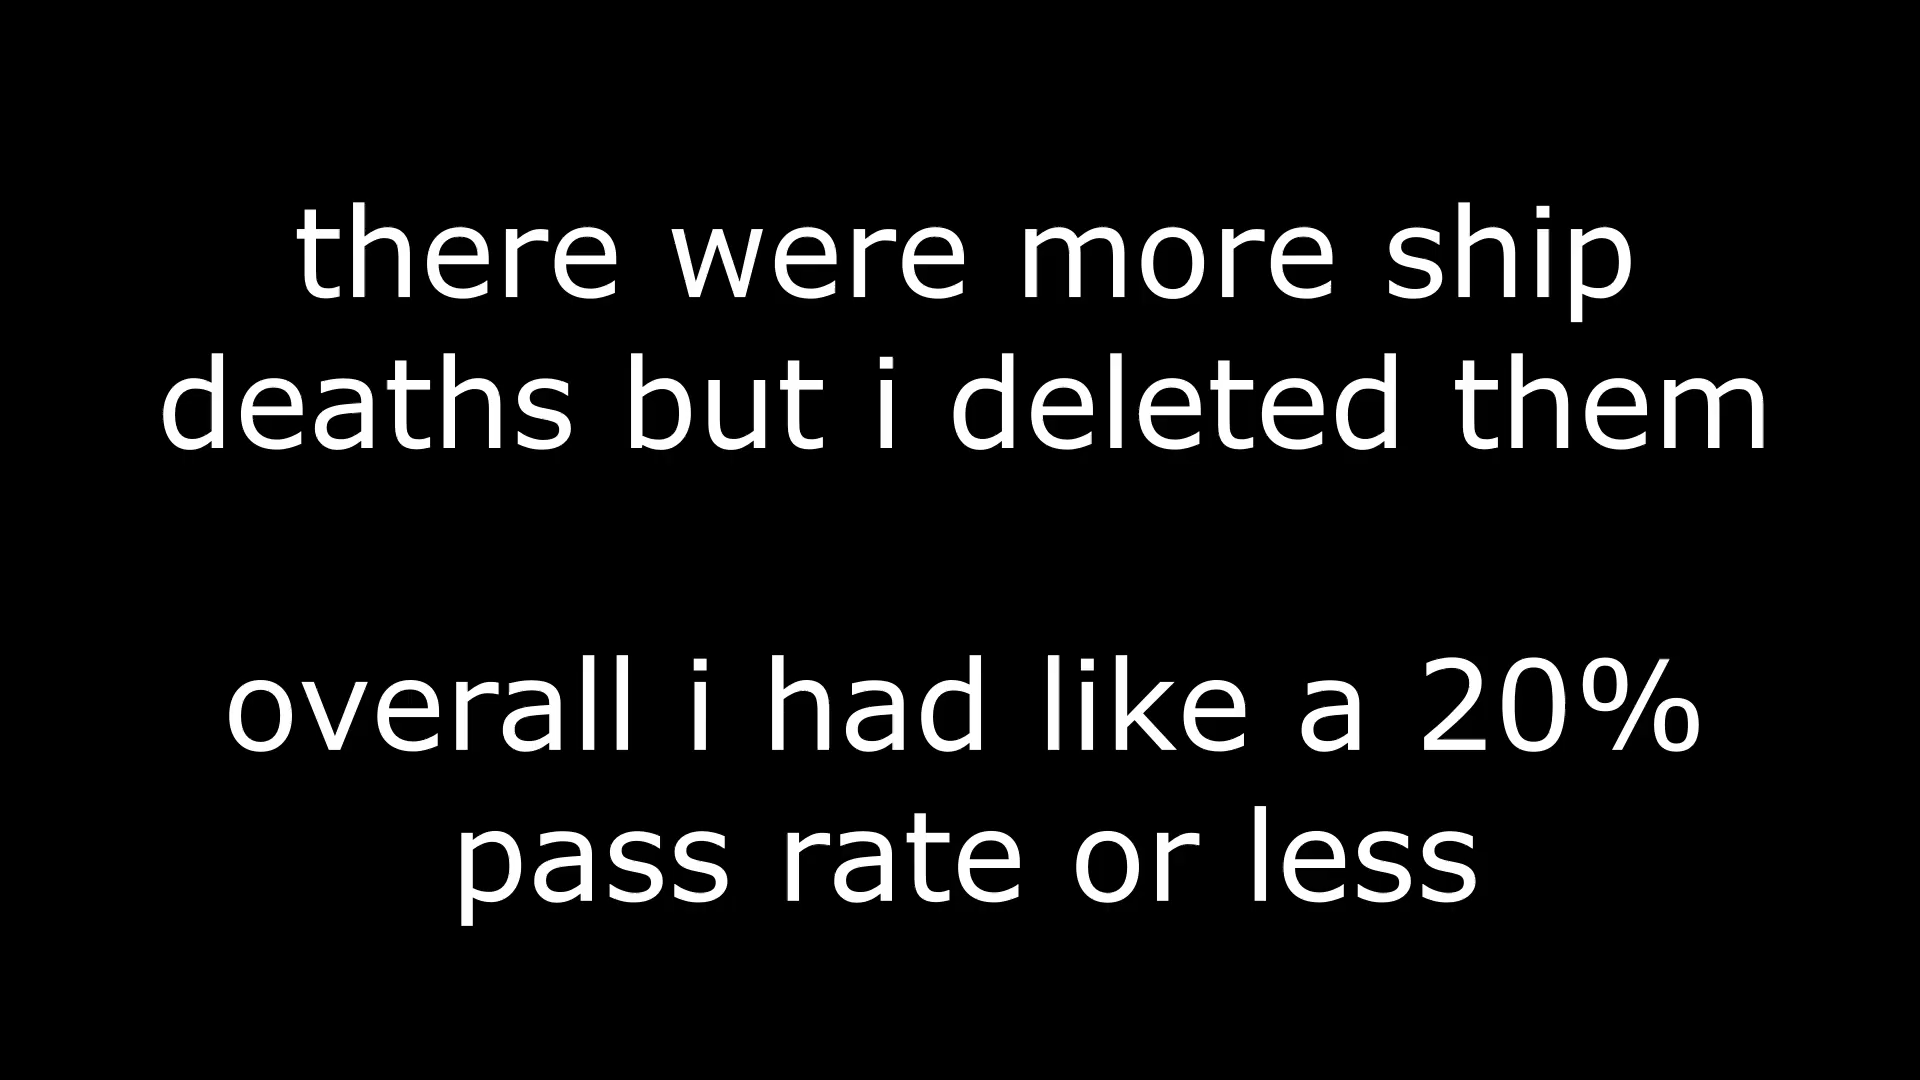 there were more ship
deaths but i deleted them
overall i had like a 20%
pass rate or less